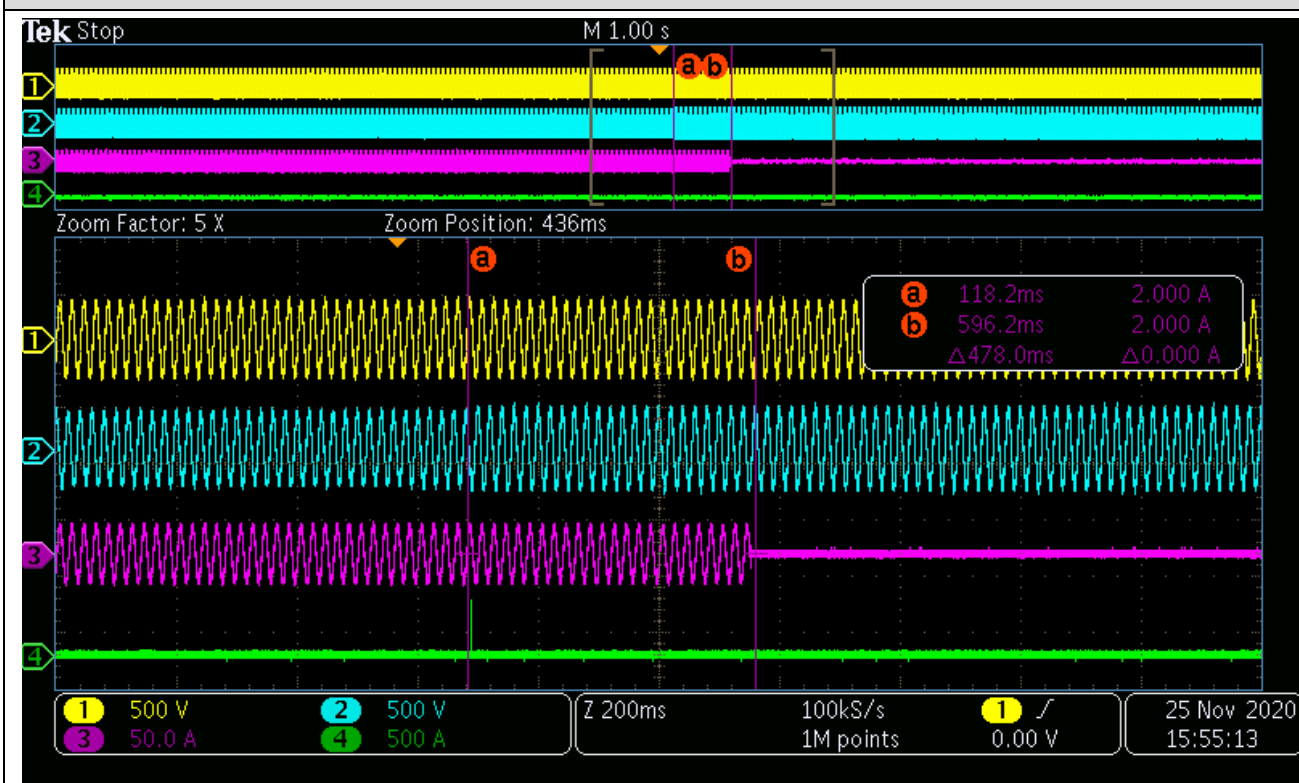 Tek Stop M 1.00 s
a b
1
2
3
4
Zoom Factor: 5 X Zoom Position: 436ms
a b
a 118.2ms 2.000 A
b 596.2ms 2.000 A
△478.0ms △0.000 A
1
2
3
4
1 500 V 2 500 V Z 200ms 100kS/s 1 25 Nov 2020
3 50.0 A 4 500 A 1M points 0.00 V 15:55:13